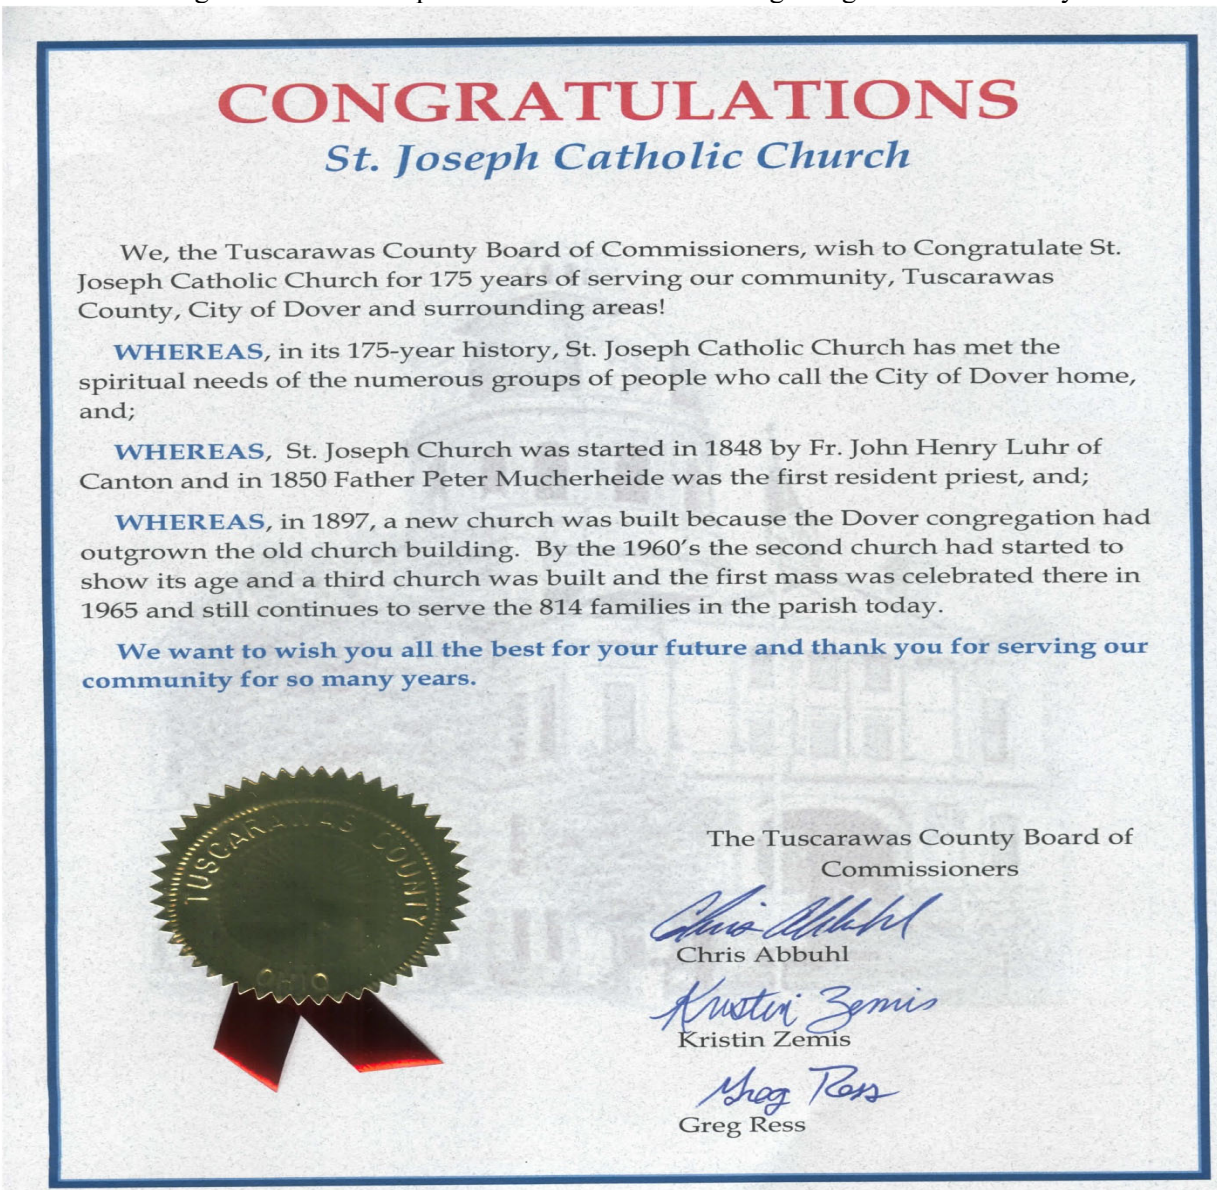 CONGRATULATIONS
St. Joseph Catholic Church
We, the Tuscarawas County Board of Commissioners, wish to Congratulate St.
Joseph Catholic Church for 175 years of serving our community, Tuscarawas
County, City of Dover and surrounding areas!
WHEREAS, in its 175-year history, St. Joseph Catholic Church has met the
spiritual needs of the numerous groups of people who call the City of Dover home,
and;
WHEREAS, St. Joseph Church was started in 1848 by Fr. John Henry Luhr of
Canton and in 1850 Father Peter Mucherheide was the first resident priest, and;
WHEREAS, in 1897, a new church was built because the Dover congregation had
outgrown the old church building. By the 1960's the second church had started to
show its age and a third church was built and the first mass was celebrated there in
1965 and still continues to serve the 814 families in the parish today.
We want to wish you all the best for your future and thank you for serving our
community for so many years.
TUSCARAWAS COUNTY
OHIO
The Tuscarawas County Board of
Commissioners
Chris Abbuhl
Chris Abbuhl
Kristin Zemis
Kristin Zemis
Greg Ress
Greg Ress